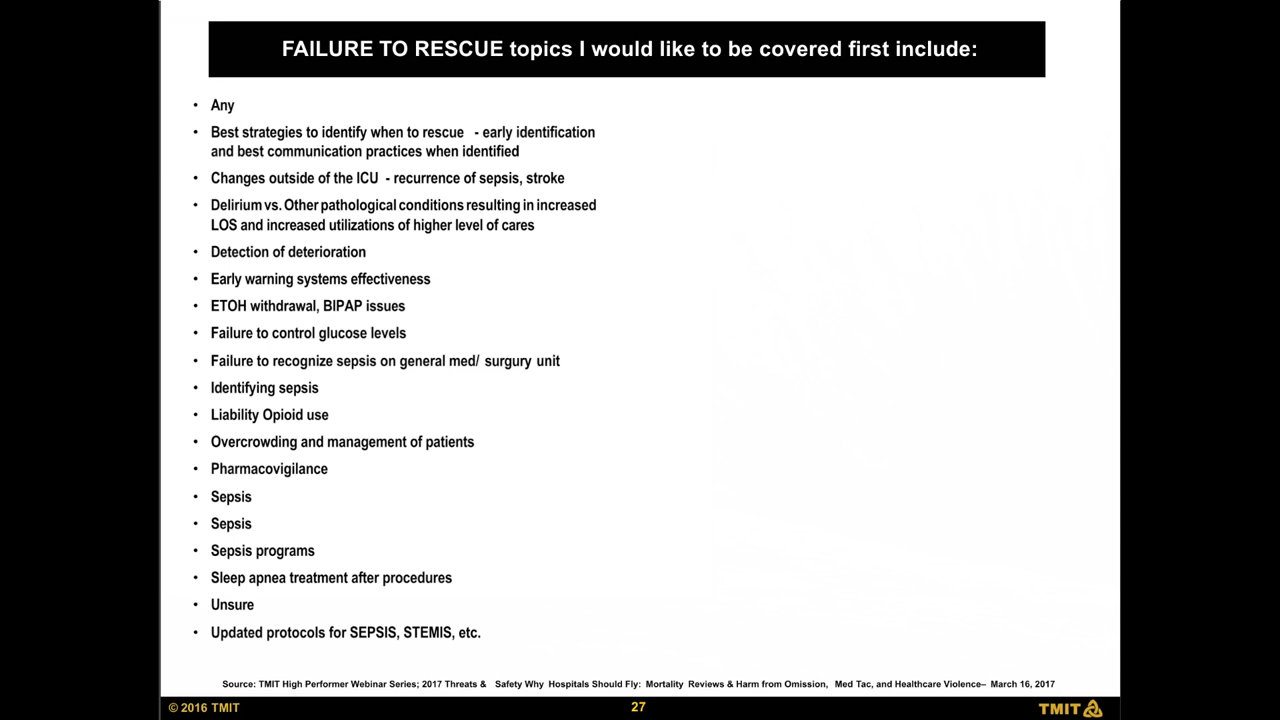 FAILURE TO RESCUE topics I would like to be covered first include:
• Any
• Best strategies to identify when to rescue - early identification
and best communication practices when identified
• Changes outside of the ICU - recurrence of sepsis, stroke
• Delirium vs. Other pathological conditions resulting in increased
LOS and increased utilizations of higher level of cares
• Detection of deterioration
• Early warning systems effectiveness
• ETOH withdrawal, BIPAP issues
• Failure to control glucose levels
• Failure to recognize sepsis on general med/ surgury unit
• Identifying sepsis
• Liability Opioid use
• Overcrowding and management of patients
• Pharmacovigilance
• Sepsis
• Sepsis
• Sepsis programs
• Sleep apnea treatment after procedures
• Unsure
• Updated protocols for SEPSIS, STEMIS, etc.
Source: TMIT High Performer Webinar Series; 2017 Threats & Safety Why Hospitals Should Fly: Mortality Reviews & Harm from Omission, Med Tac, and Healthcare Violence– March 16, 2017
© 2016 TMIT
27
TMIT